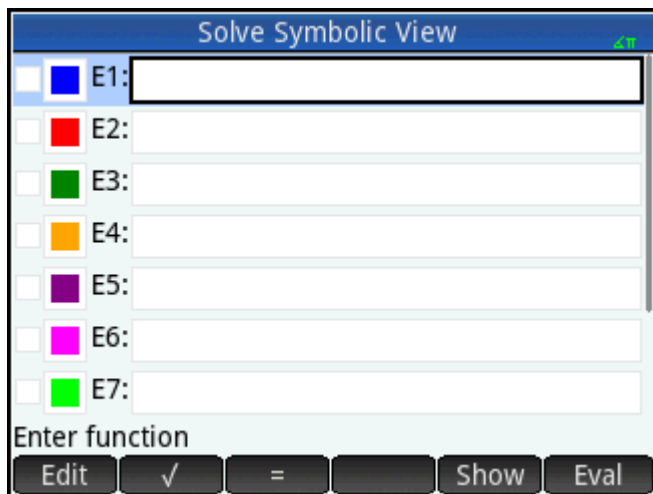 Solve Symbolic View ∡π
E1:
E2:
E3:
E4:
E5:
E6:
E7:
Enter function
Edit √ = Show Eval